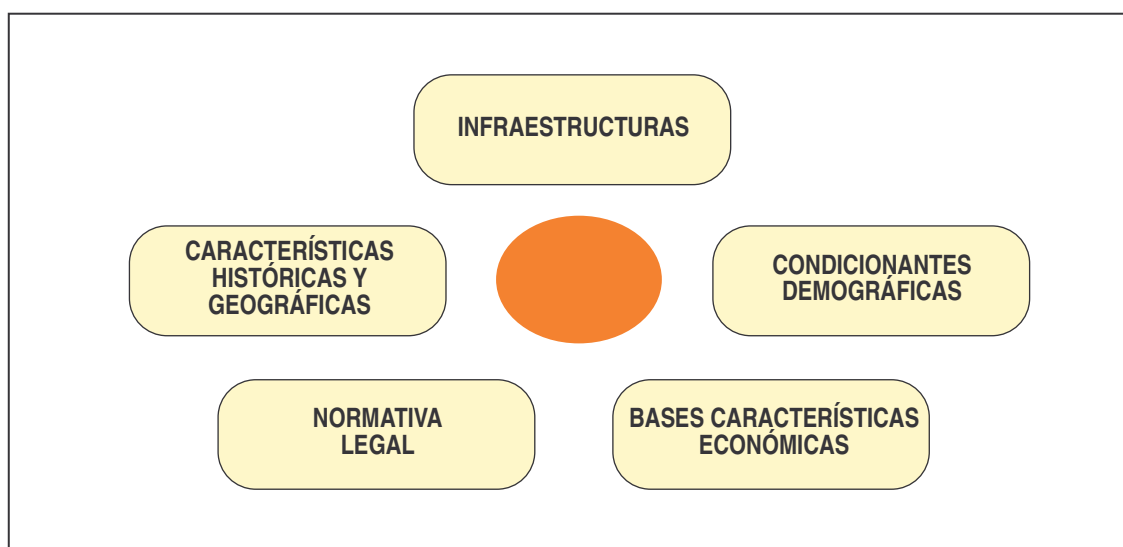 INFRAESTRUCTURAS
CARACTERÍSTICAS
HISTÓRICAS Y
GEOGRÁFICAS
CONDICIONANTES
DEMOGRÁFICAS
NORMATIVA
LEGAL
BASES CARACTERÍSTICAS
ECONÓMICAS